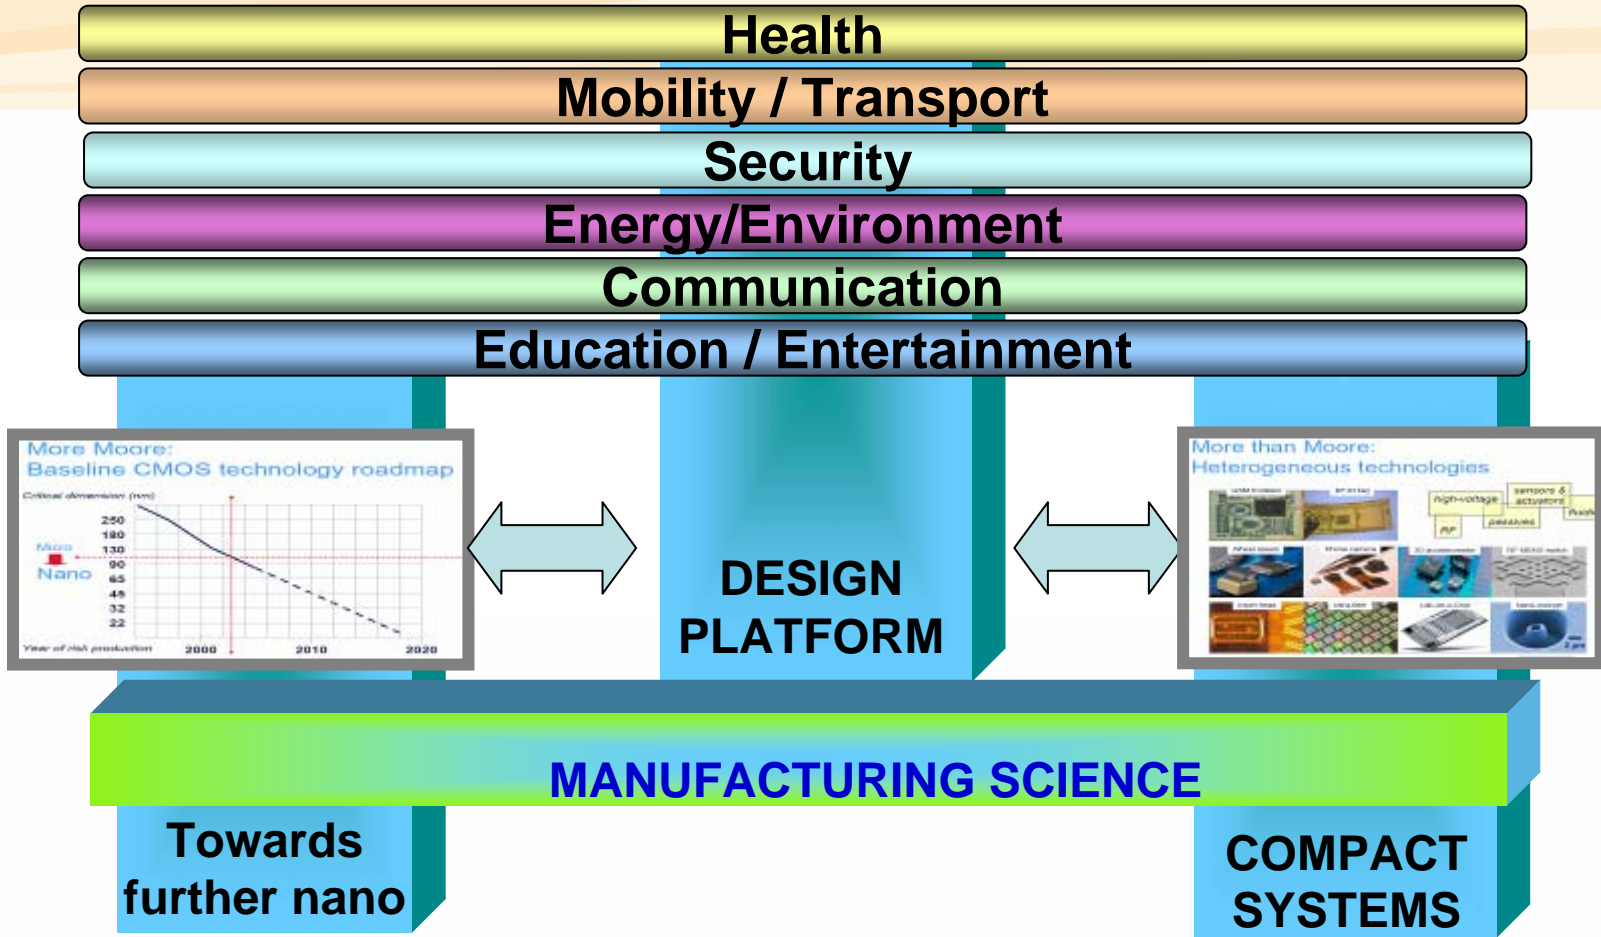 Health
Mobility / Transport
Security
Energy/Environment
Communication
Education / Entertainment
More Moore:
Baseline CMOS technology roadmap
Critical dimension (nm)
250
180
130
90
65
45
32
22
Micro
Nano
Year of risk production
2000
2010
2020
DESIGN
PLATFORM
More than Moore:
Heterogeneous technologies
high-voltage
sensors &
actuators
passives
RF
MANUFACTURING SCIENCE
Towards
further nano
COMPACT
SYSTEMS